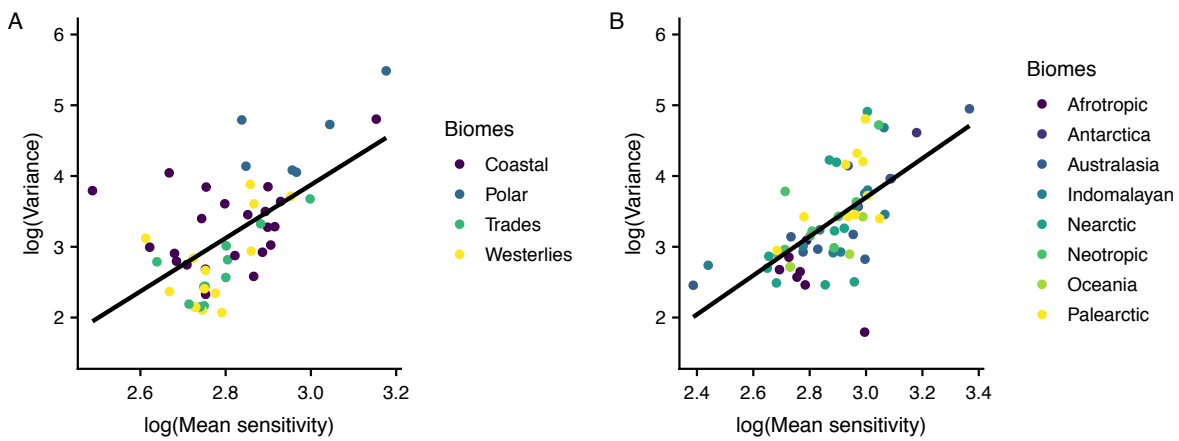 A
log(Variance)
6
5
4
3
2
2.6 2.8 3.0 3.2
log(Mean sensitivity)
Biomes
Coastal
Polar
Trades
Westerlies
B
log(Variance)
6
5
4
3
2
2.4 2.6 2.8 3.0 3.2 3.4
log(Mean sensitivity)
Biomes
Afrotropic
Antarctica
Australasia
Indomalayan
Nearctic
Neotropic
Oceania
Palearctic